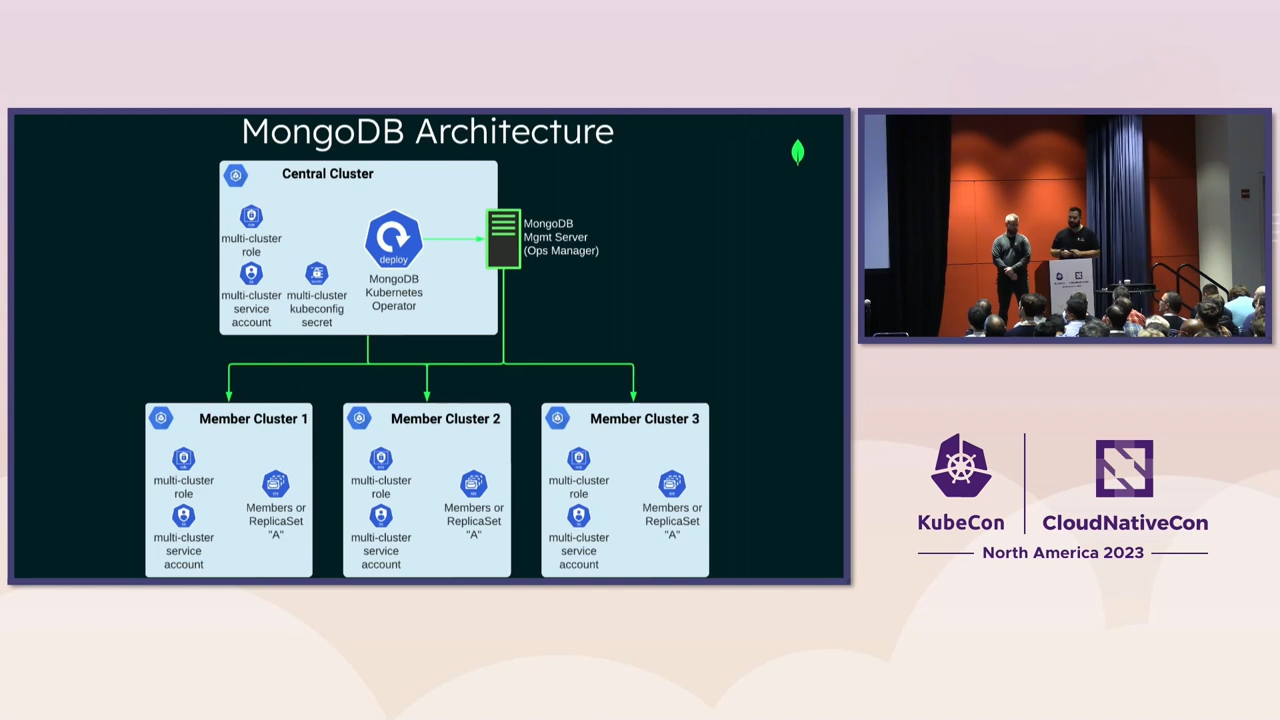 MongoDB Architecture
Central Cluster
multi-cluster
role
multi-cluster
service
account
multi-cluster
kubeconfig
secret
deploy
MongoDB
Kubernetes
Operator
MongoDB
Mgmt Server
(Ops Manager)
Member Cluster 1
multi-cluster
role
multi-cluster
service
account
Members or
ReplicaSet
"A"
Member Cluster 2
multi-cluster
role
multi-cluster
service
account
Members or
ReplicaSet
"A"
Member Cluster 3
multi-cluster
role
multi-cluster
service
account
Members or
ReplicaSet
"A"
KubeCon
CloudNativeCon
North America 2023